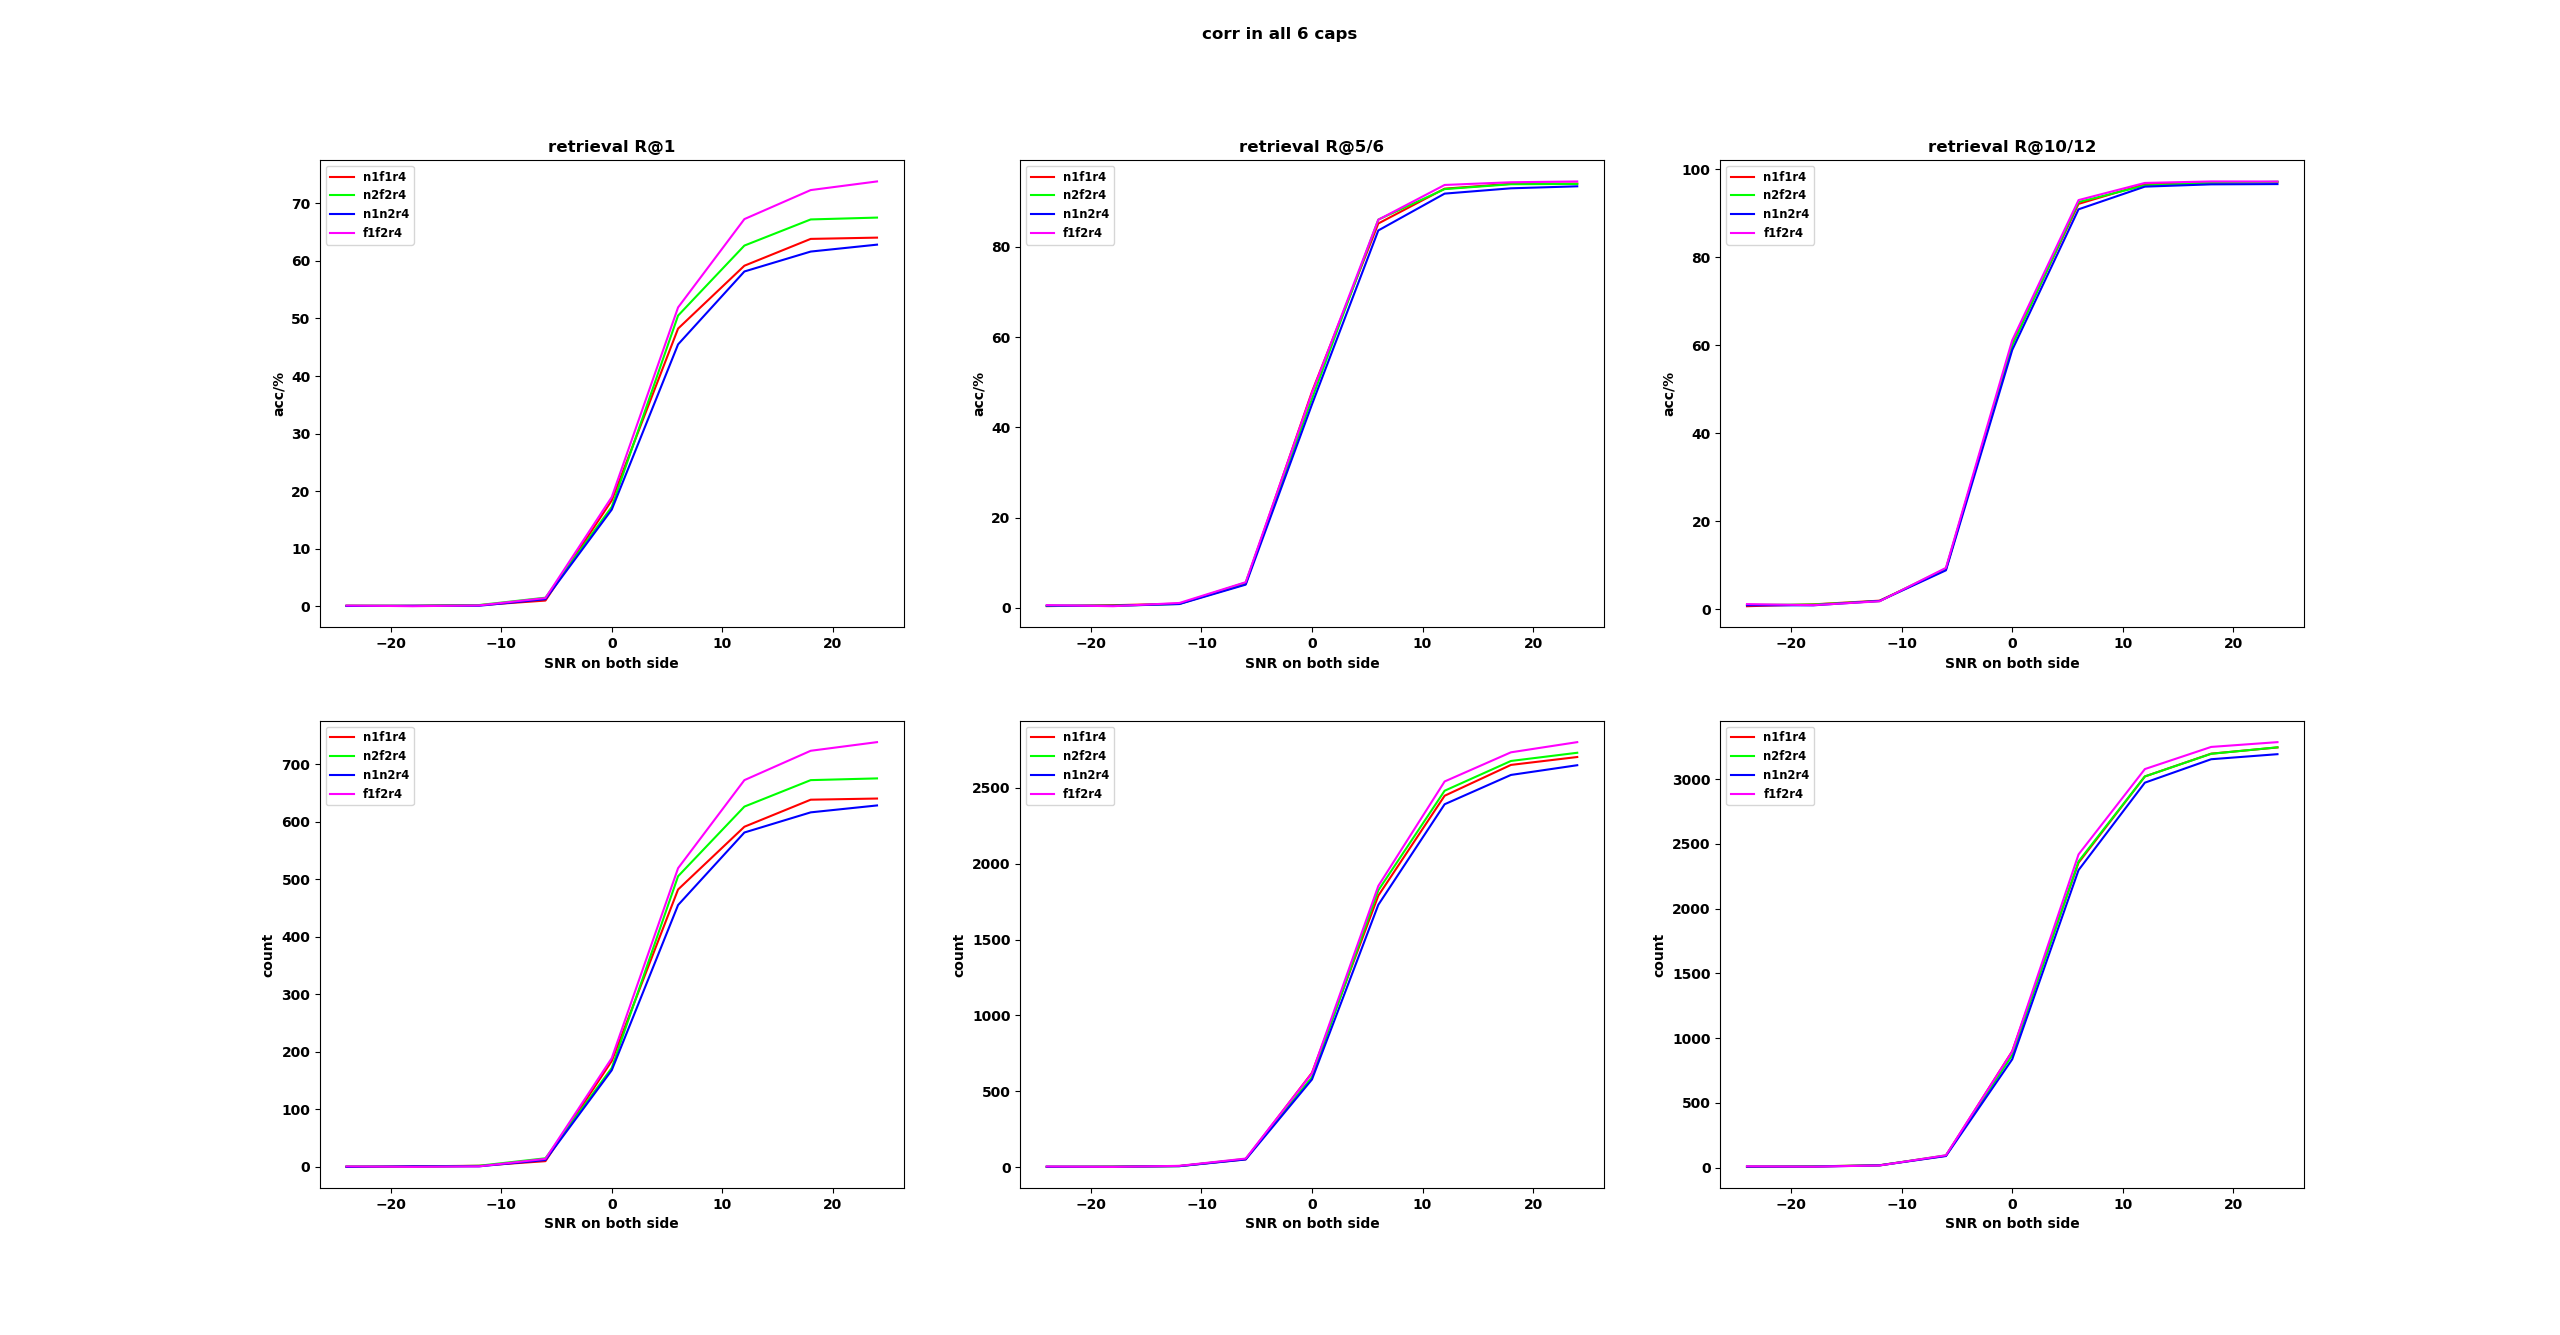 corr in all 6 caps
retrieval R@1
n1f1r4
n2f2r4
n1n2r4
f1f2r4
acc/%
70
60
50
40
30
20
10
0
−20 −10 0 10 20
SNR on both side
retrieval R@5/6
n1f1r4
n2f2r4
n1n2r4
f1f2r4
acc/%
80
60
40
20
0
−20 −10 0 10 20
SNR on both side
retrieval R@10/12
n1f1r4
n2f2r4
n1n2r4
f1f2r4
acc/%
100
80
60
40
20
0
−20 −10 0 10 20
SNR on both side
n1f1r4
n2f2r4
n1n2r4
f1f2r4
count
700
600
500
400
300
200
100
0
−20 −10 0 10 20
SNR on both side
n1f1r4
n2f2r4
n1n2r4
f1f2r4
count
2500
2000
1500
1000
500
0
−20 −10 0 10 20
SNR on both side
n1f1r4
n2f2r4
n1n2r4
f1f2r4
count
3000
2500
2000
1500
1000
500
0
−20 −10 0 10 20
SNR on both side